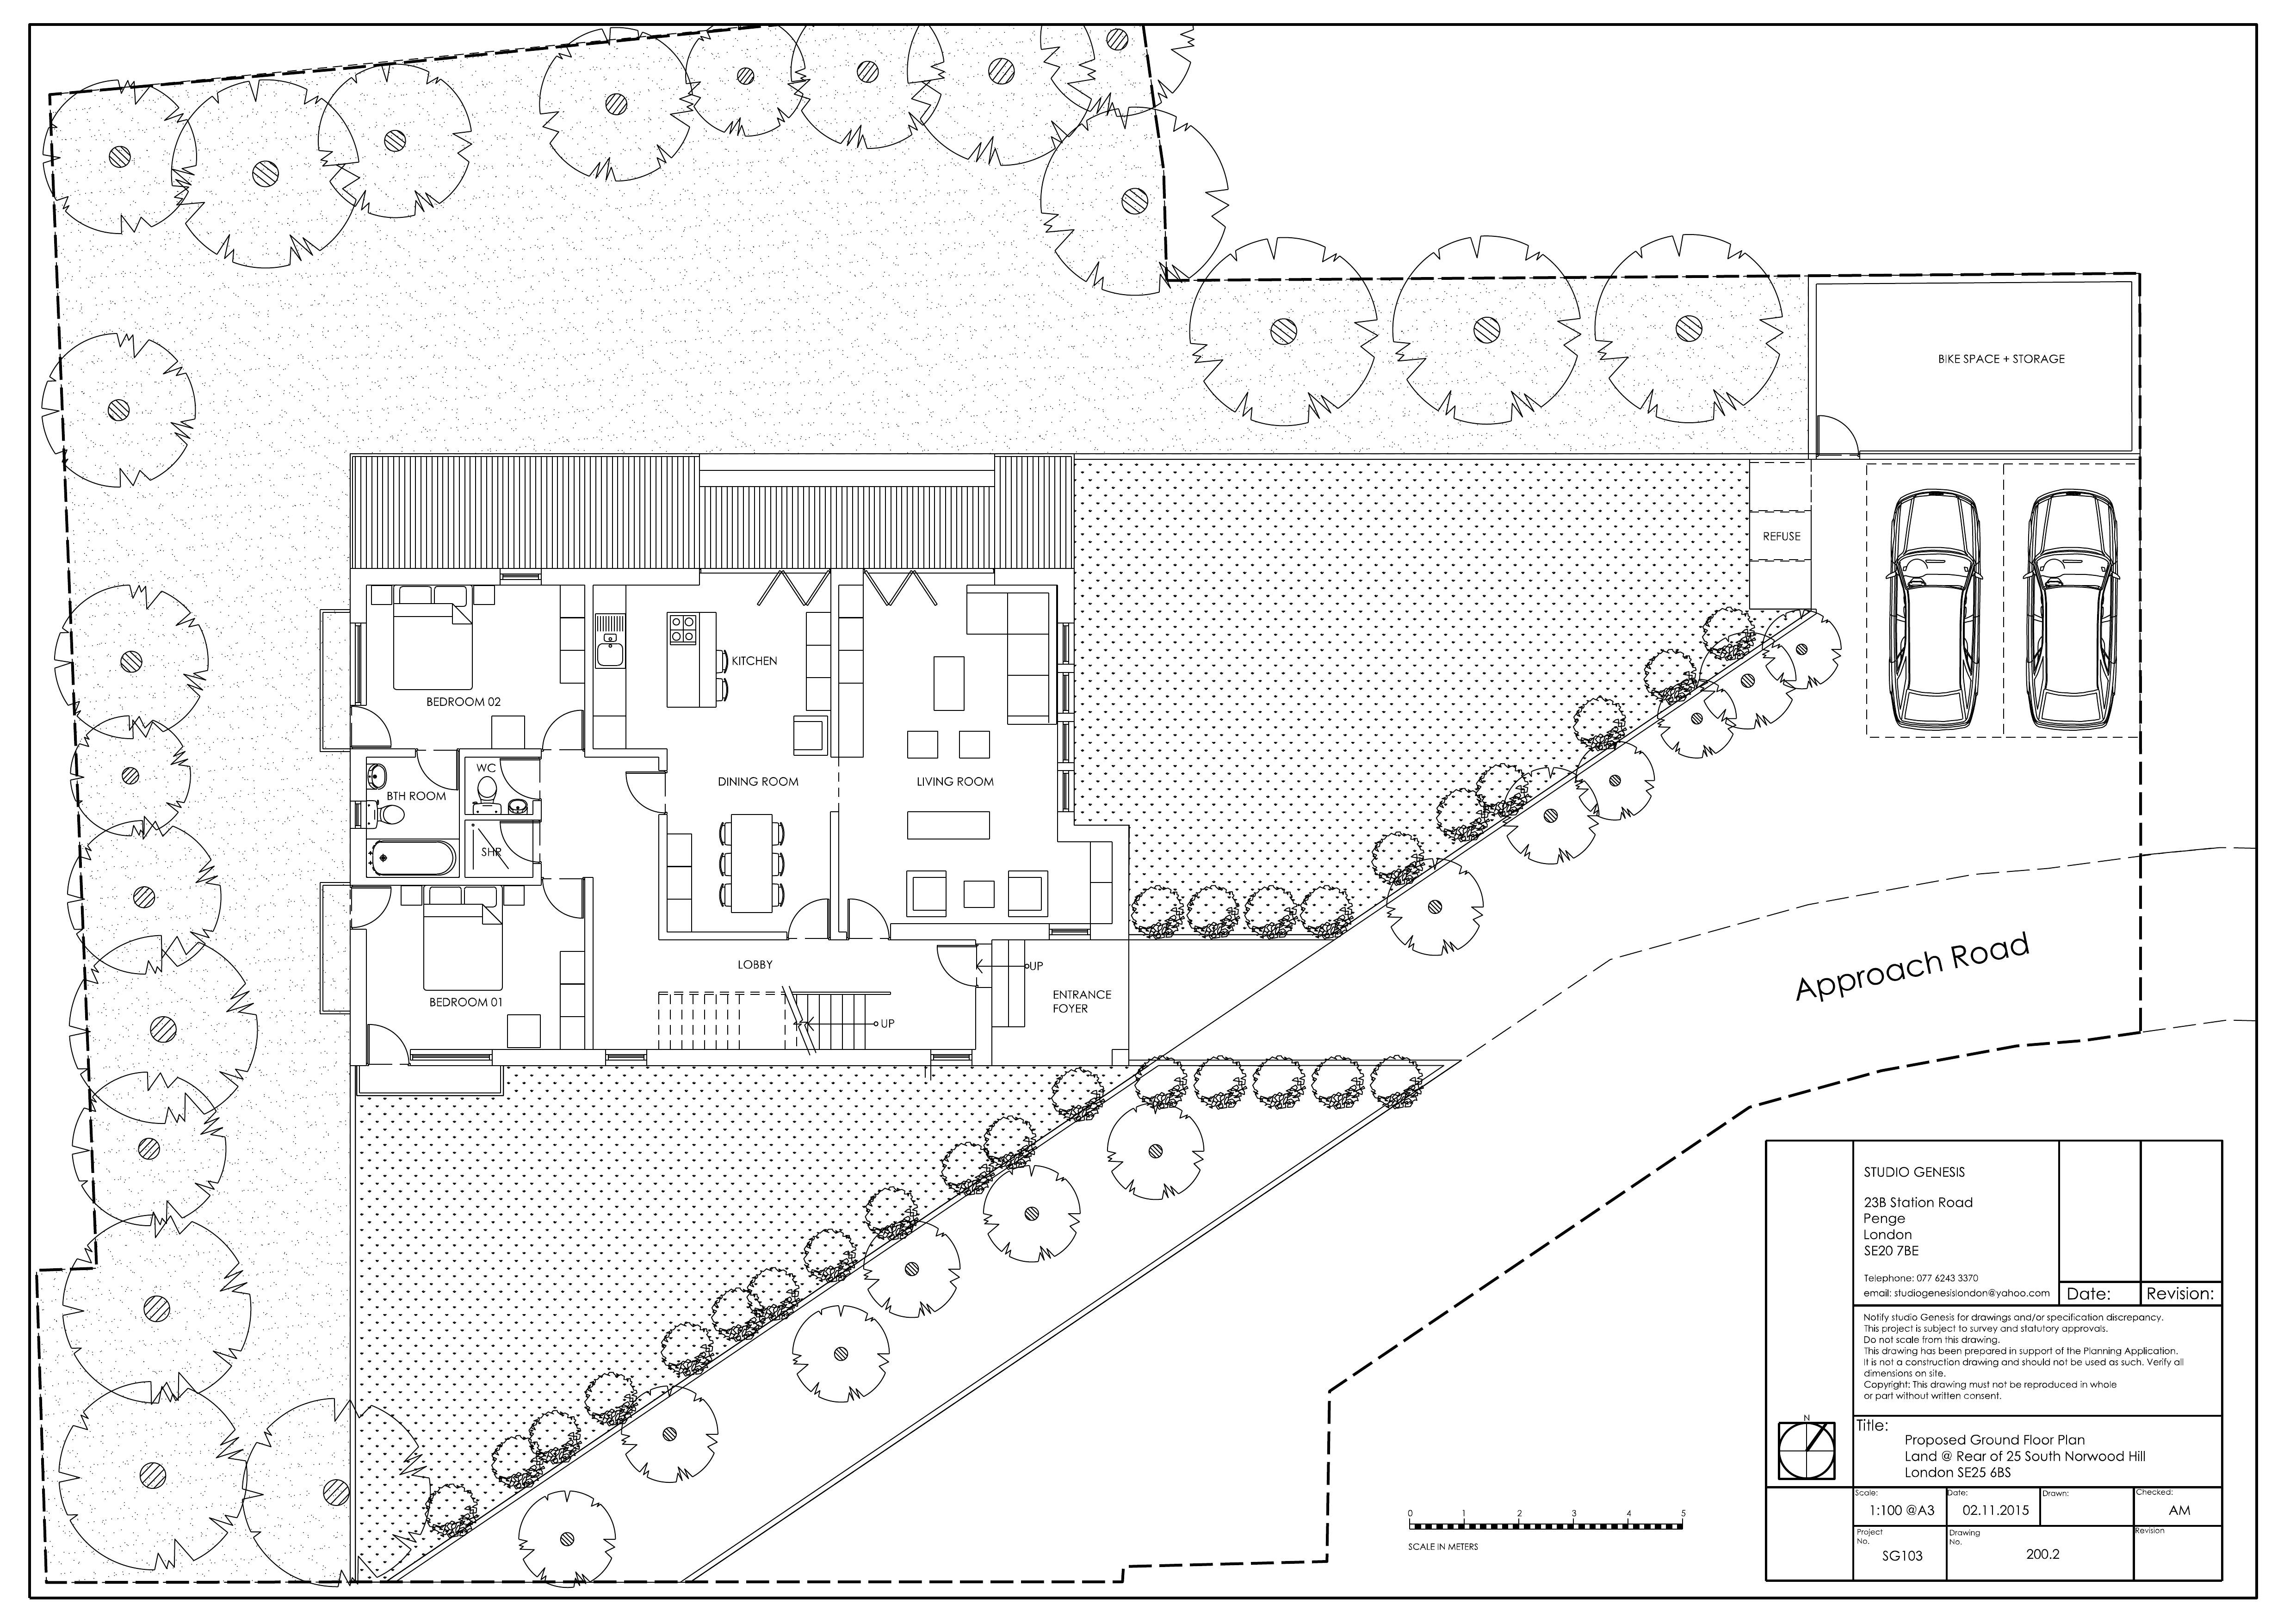 BIKE SPACE + STORAGE
REFUSE
KITCHEN
BEDROOM 02
WC
BTH ROOM
DINING ROOM
LIVING ROOM
SHR
LOBBY
UP
ENTRANCE
FOYER
BEDROOM 01
UP
Approach Road
STUDIO GENESIS
23B Station Road
Penge
London
SE20 7BE
Telephone: 077 6243 3370
email: studiogenesislondon@yahoo.com
Date:
Revision:
Notify studio Genesis for drawings and/or specification discrepancy.
This project is subject to survey and statutory approvals.
Do not scale from this drawing.
This drawing has been prepared in support of the Planning Application.
It is not a construction drawing and should not be used as such. Verify all
dimensions on site.
Copyright: This drawing must not be reproduced in whole
or part without written consent.
N
Title:
Proposed Ground Floor Plan
Land @ Rear of 25 South Norwood Hill
London SE25 6BS
Scale:
1:100 @A3
Date:
02.11.2015
Drawn:
Checked:
AM
Project
No.
SG103
Drawing
No.
200.2
Revision
0 1 2 3 4 5
SCALE IN METERS